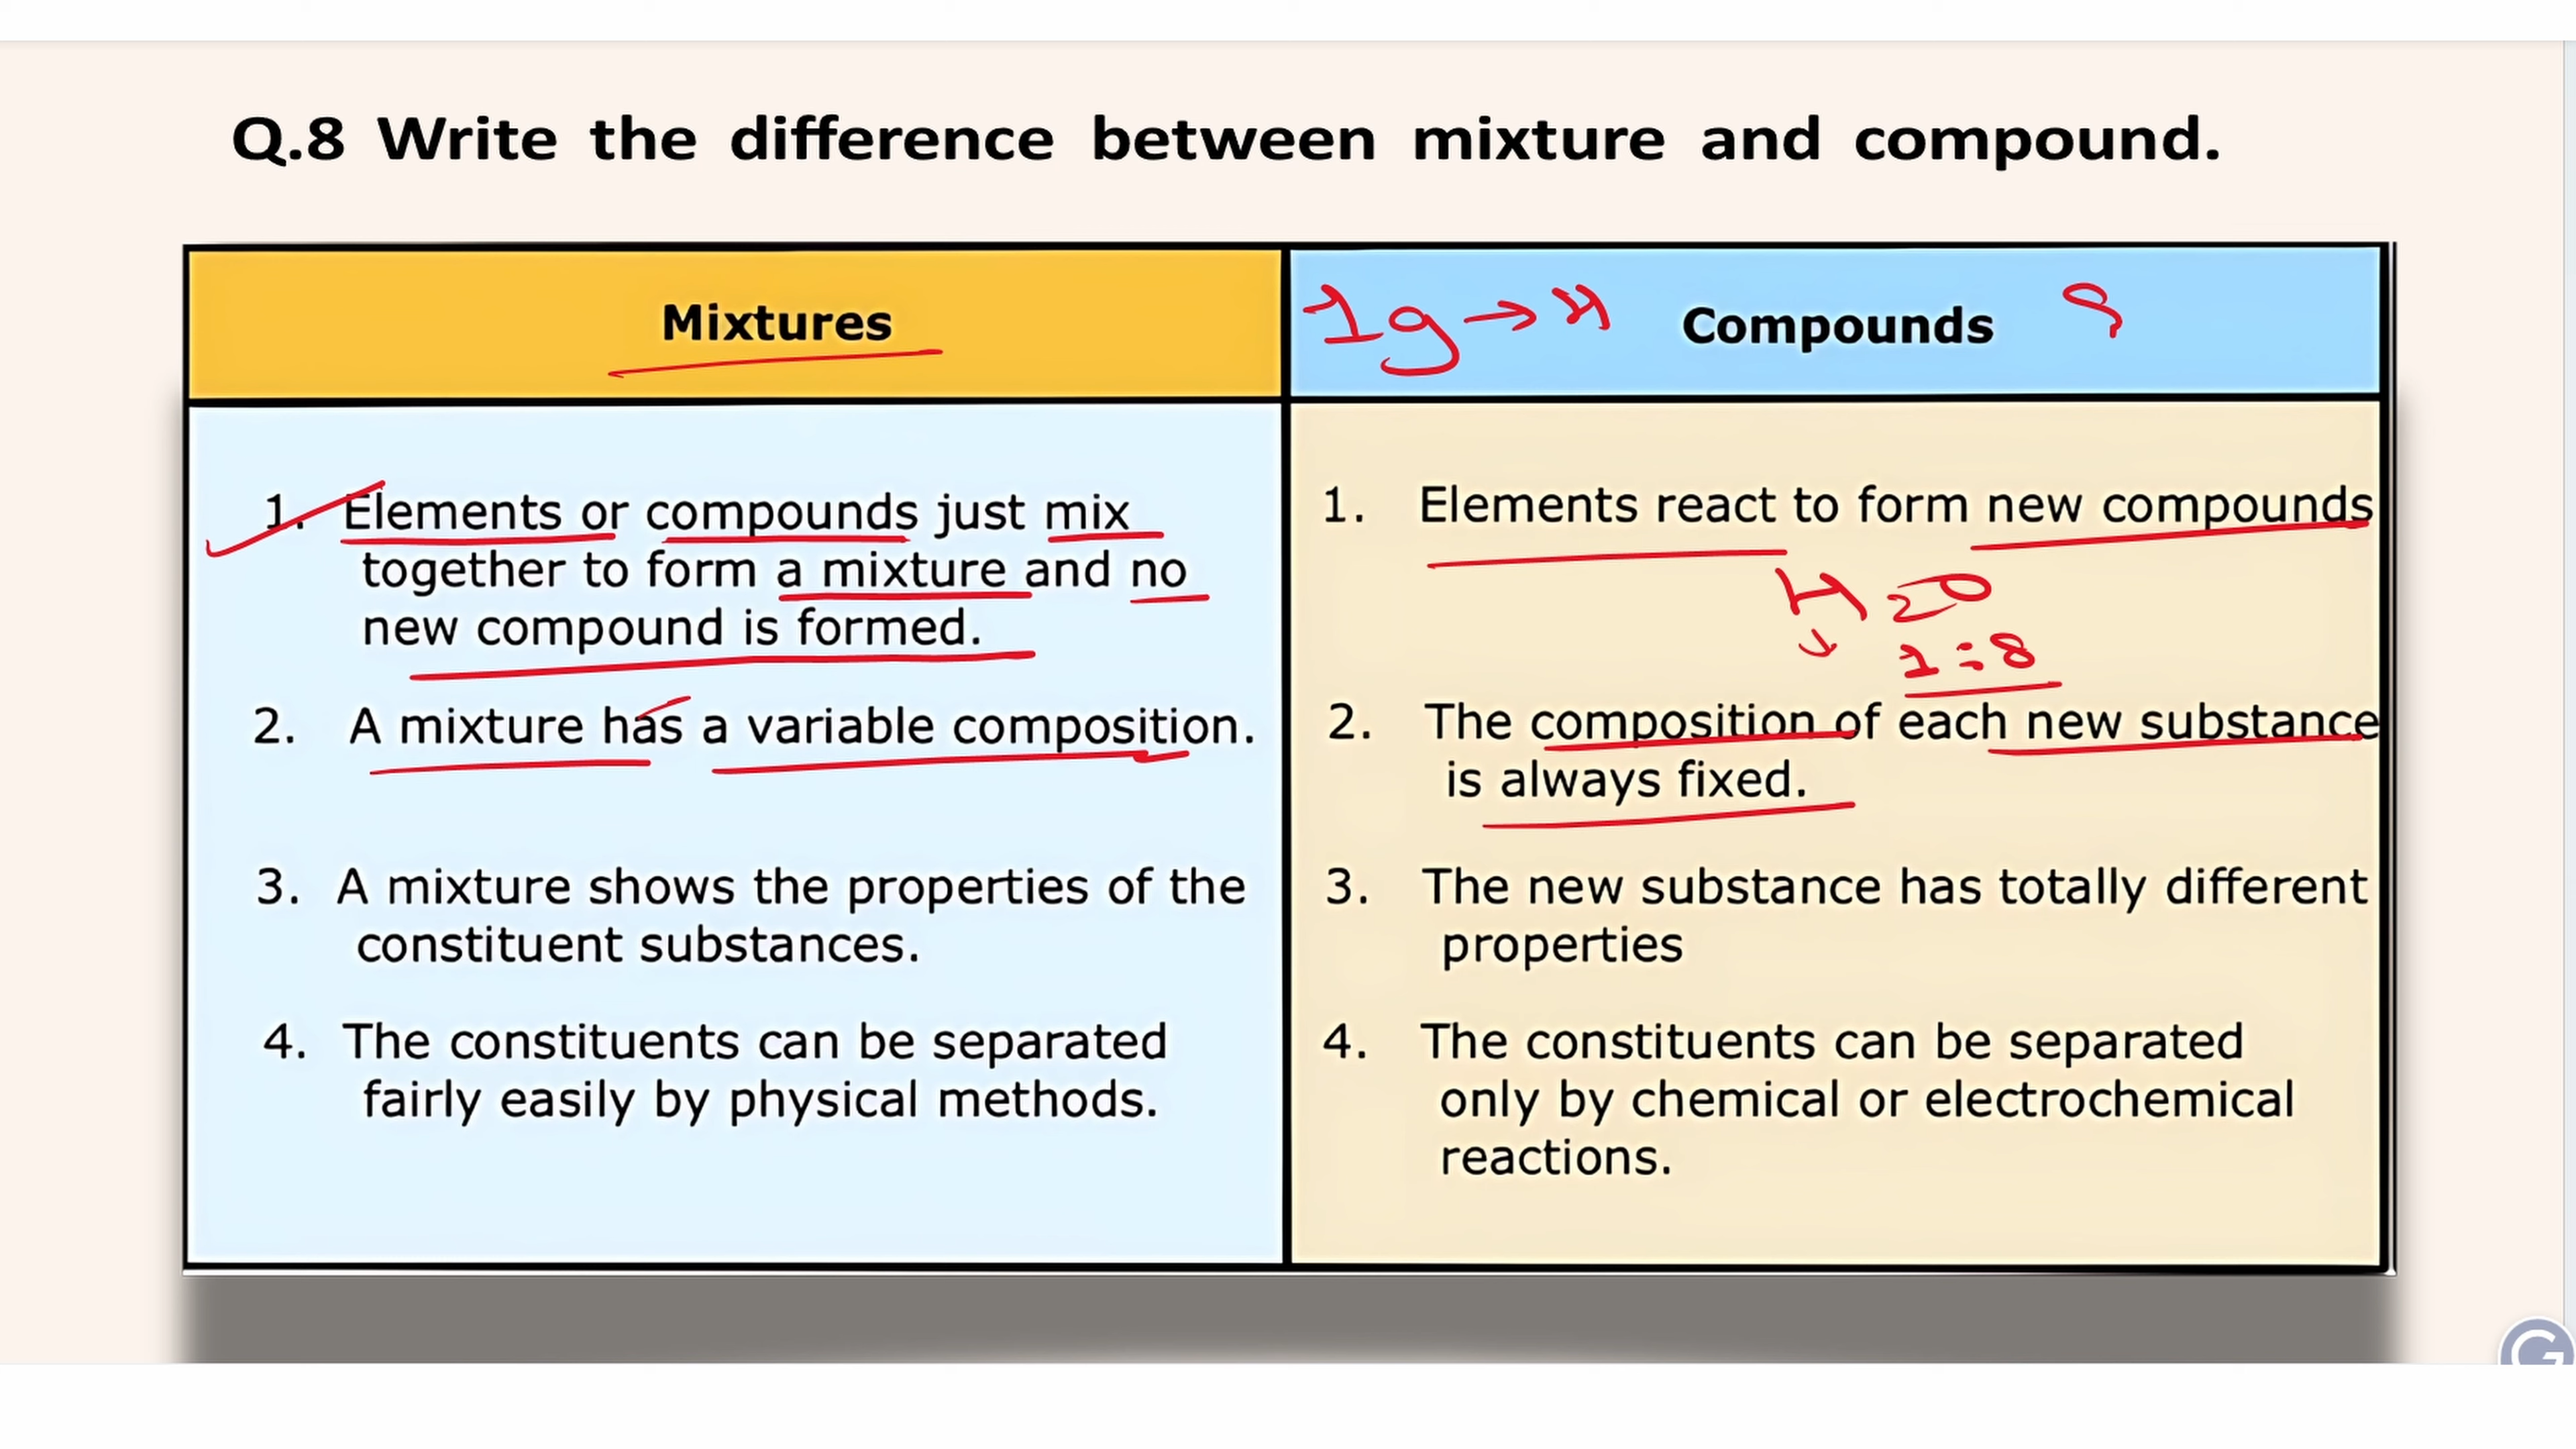 Q.8 Write the difference between mixture and compound.
Mixtures
1g → H Compounds
1. Elements or compounds just mix
together to form a mixture and no
new compound is formed.
2. A mixture has a variable composition.
3. A mixture shows the properties of the
constituent substances.
4. The constituents can be separated
fairly easily by physical methods.
1. Elements react to form new compounds
H2O
1:8
2. The composition of each new substance
is always fixed.
3. The new substance has totally different
properties
4. The constituents can be separated
only by chemical or electrochemical
reactions.